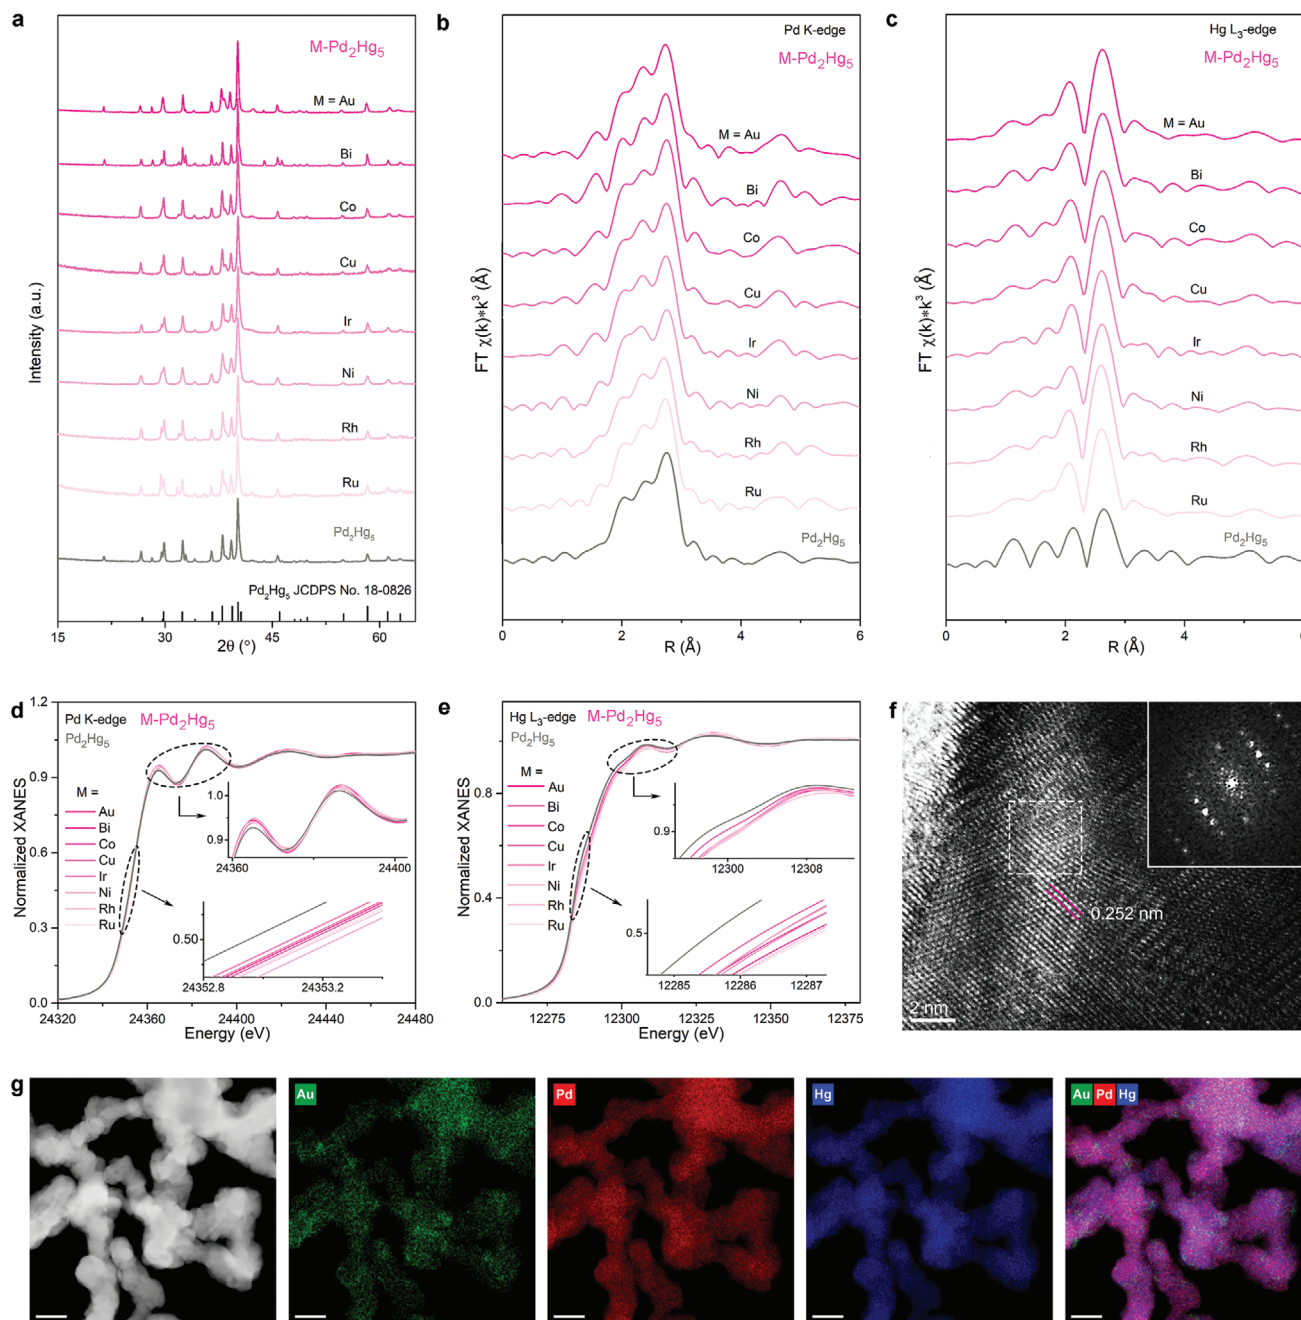 a
M-Pd₂Hg₅
M = Au
Bi
Co
Cu
Ir
Ni
Rh
Ru
Pd₂Hg₅
Pd₂Hg₅ JCDPS No. 18-0826
Intensity (a.u.)
15 30 45 60
2θ (°)
b
Pd K-edge
M-Pd₂Hg₅
M = Au
Bi
Co
Cu
Ir
Ni
Rh
Ru
Pd₂Hg₅
FT χ(k)*k³ (Å)
0 2 4 6
R (Å)
c
Hg L₃-edge
M-Pd₂Hg₅
M = Au
Bi
Co
Cu
Ir
Ni
Rh
Ru
Pd₂Hg₅
FT χ(k)*k³ (Å)
0 2 4 6
R (Å)
d
Pd K-edge M-Pd₂Hg₅
Pd₂Hg₅
M =
Au
Bi
Co
Cu
Ir
Ni
Rh
Ru
Normalized XANES
1.2
0.9
0.6
0.3
0.0
1.0
0.9
24360 24400
0.50
24352.8 24353.2
24320 24360 24400 24440 24480
Energy (eV)
e
Hg L₃-edge M-Pd₂Hg₅
Pd₂Hg₅
M =
Au
Bi
Co
Cu
Ir
Ni
Rh
Ru
Normalized XANES
0.8
0.4
0.0
0.9
12300 12308
0.5
12285 12286 12287
12275 12300 12325 12350 12375
Energy (eV)
f
0.252 nm
2 nm
g
Au
Pd
Hg
Au Pd Hg